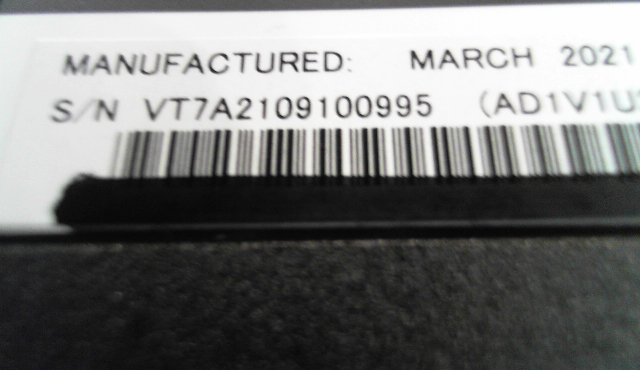 MANUFACTURED: MARCH 2021
S/N VT7A2109100995 (AD1V1U